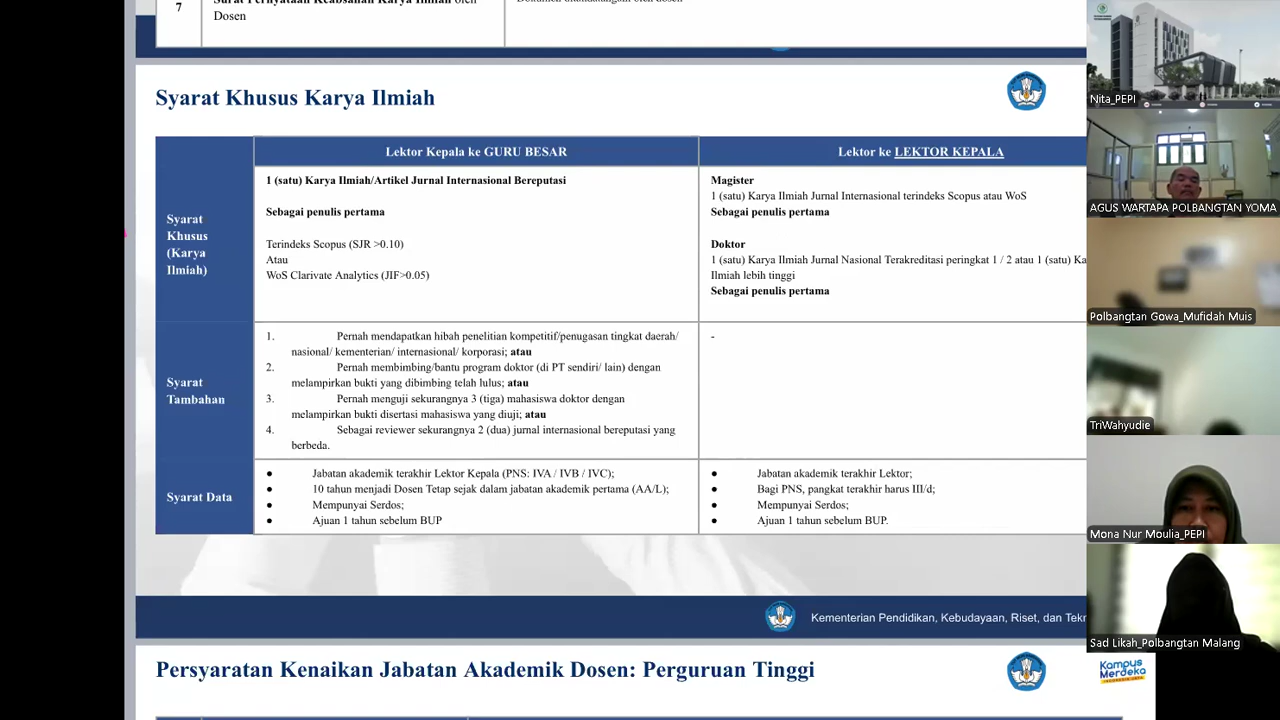 7
Surat Pernyataan Keabsahan Karya Ilmiah oleh
Dosen
Dokumen ditandatangani oleh dosen
Syarat Khusus Karya Ilmiah
Lektor Kepala ke GURU BESAR
Lektor ke LEKTOR KEPALA
Syarat
Khusus
(Karya
Ilmiah)
1 (satu) Karya Ilmiah/Artikel Jurnal Internasional Bereputasi
Sebagai penulis pertama
Terindeks Scopus (SJR >0.10)
Atau
WoS Clarivate Analytics (JIF>0.05)
Magister
1 (satu) Karya Ilmiah Jurnal Internasional terindeks Scopus atau WoS
Sebagai penulis pertama
Doktor
1 (satu) Karya Ilmiah Jurnal Nasional Terakreditasi peringkat 1 / 2 atau 1 (satu) Ka
Ilmiah lebih tinggi
Sebagai penulis pertama
Syarat
Tambahan
1. Pernah mendapatkan hibah penelitian kompetitif/penugasan tingkat daerah/
nasional/ kementerian/ internasional/ korporasi; atau
2. Pernah membimbing/bantu program doktor (di PT sendiri/ lain) dengan
melampirkan bukti yang dibimbing telah lulus; atau
3. Pernah menguji sekurangnya 3 (tiga) mahasiswa doktor dengan
melampirkan bukti disertasi mahasiswa yang diuji; atau
4. Sebagai reviewer sekurangnya 2 (dua) jurnal internasional bereputasi yang
berbeda.
-
Syarat Data
● Jabatan akademik terakhir Lektor Kepala (PNS: IVA / IVB / IVC);
● 10 tahun menjadi Dosen Tetap sejak dalam jabatan akademik pertama (AA/L);
● Mempunyai Serdos;
● Ajuan 1 tahun sebelum BUP
● Jabatan akademik terakhir Lektor;
● Bagi PNS, pangkat terakhir harus III/d;
● Mempunyai Serdos;
● Ajuan 1 tahun sebelum BUP.
Kementerian Pendidikan, Kebudayaan, Riset, dan Tekn
Persyaratan Kenaikan Jabatan Akademik Dosen: Perguruan Tinggi
Kampus
Merdeka
Nita_PEPI
AGUS WARTAPA POLBANGTAN YOMA
Polbangtan Gowa_Mufidah Muis
TriWahyudie
Mona Nur Moulia_PEPI
Sad Likah_Polbangtan Malang